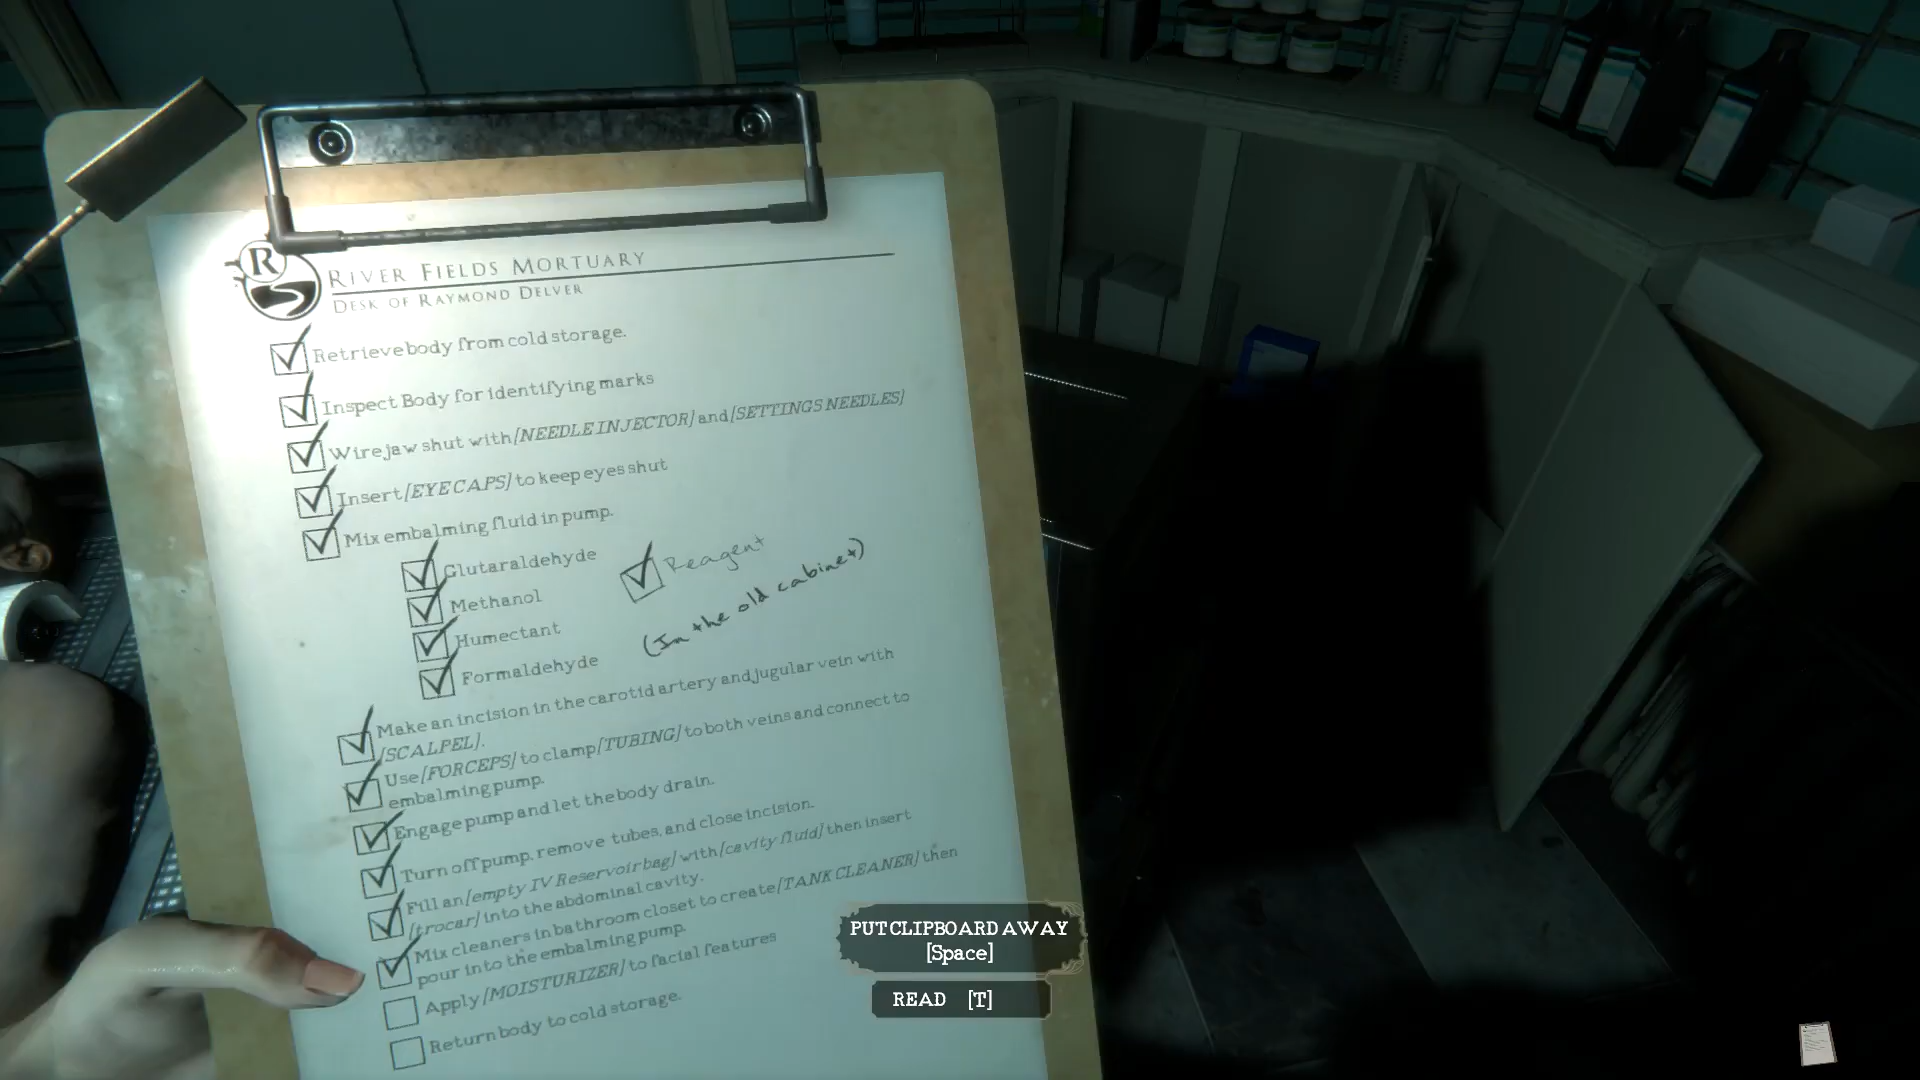 R
RIVER FIELDS MORTUARY
DESK OF RAYMOND DELVER
Retrieve body from cold storage.
Inspect Body for identifying marks
Wire jaw shut with [NEEDLE INJECTOR] and [SETTINGS NEEDLES]
Insert [EYE CAPS] to keep eyes shut
Mix embalming fluid in pump.
Glutaraldehyde
Reagent
Methanol
(In the old cabinet)
Humectant
Formaldehyde
Make an incision in the carotid artery and jugular vein with
[SCALPEL].
Use [FORCEPS] to clamp [TUBING] to both veins and connect to
embalming pump.
Engage pump and let the body drain.
Turn off pump, remove tubes, and close incision.
Fill an [empty IV Reservoir bag] with [cavity fluid] then insert
[trocar] into the abdominal cavity.
Mix cleaners in bathroom closet to create [TANK CLEANER] then
pour into the embalming pump.
Apply [MOISTURIZER] to facial features
Return body to cold storage.
PUT CLIPBOARD AWAY
[Space]
READ [T]